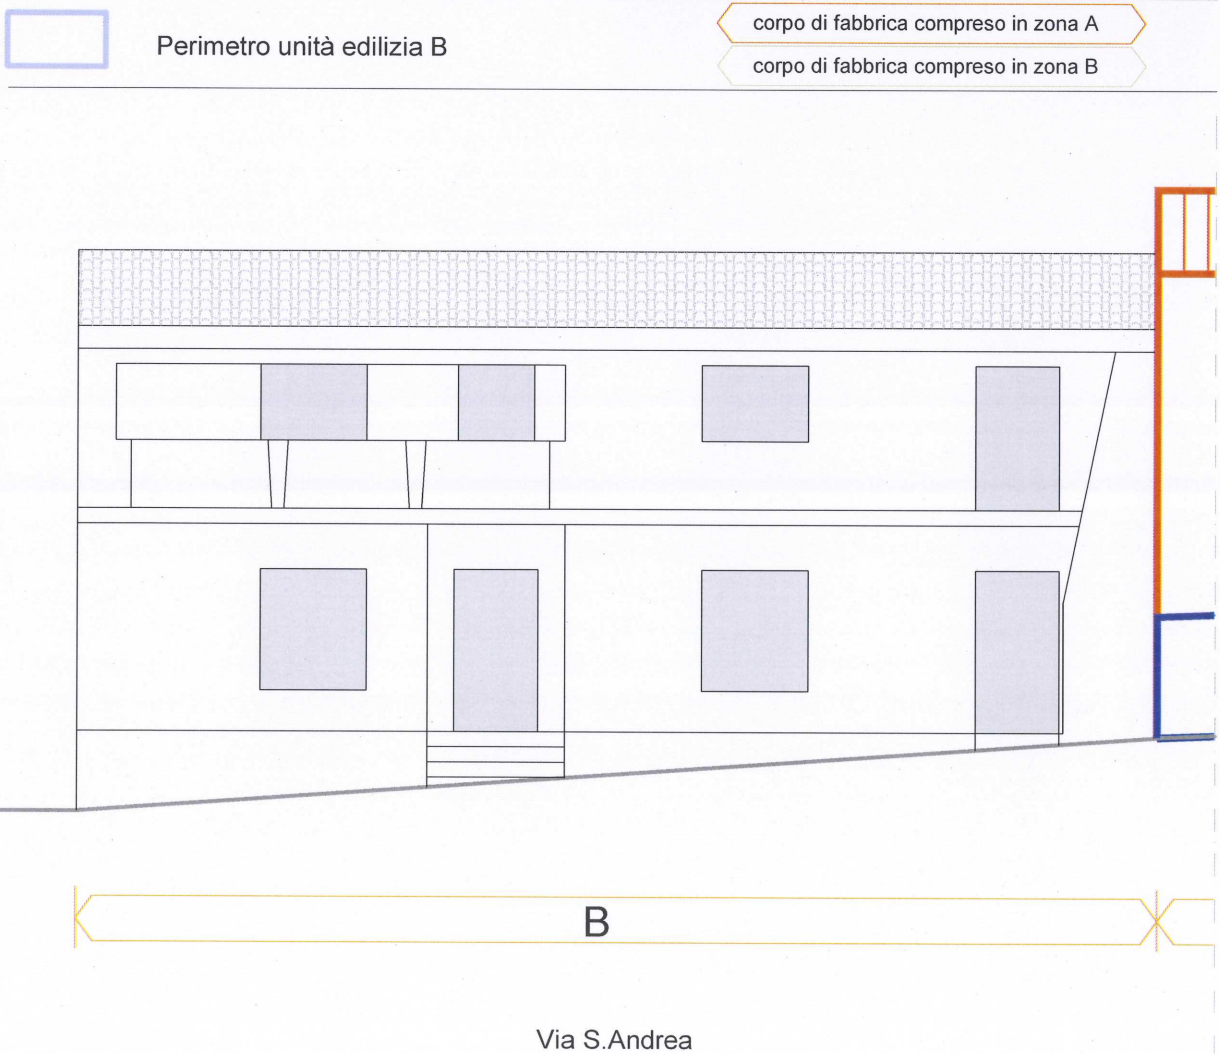 Perimetro unità edilizia B
corpo di fabbrica compreso in zona A
corpo di fabbrica compreso in zona B
B
Via S.Andrea